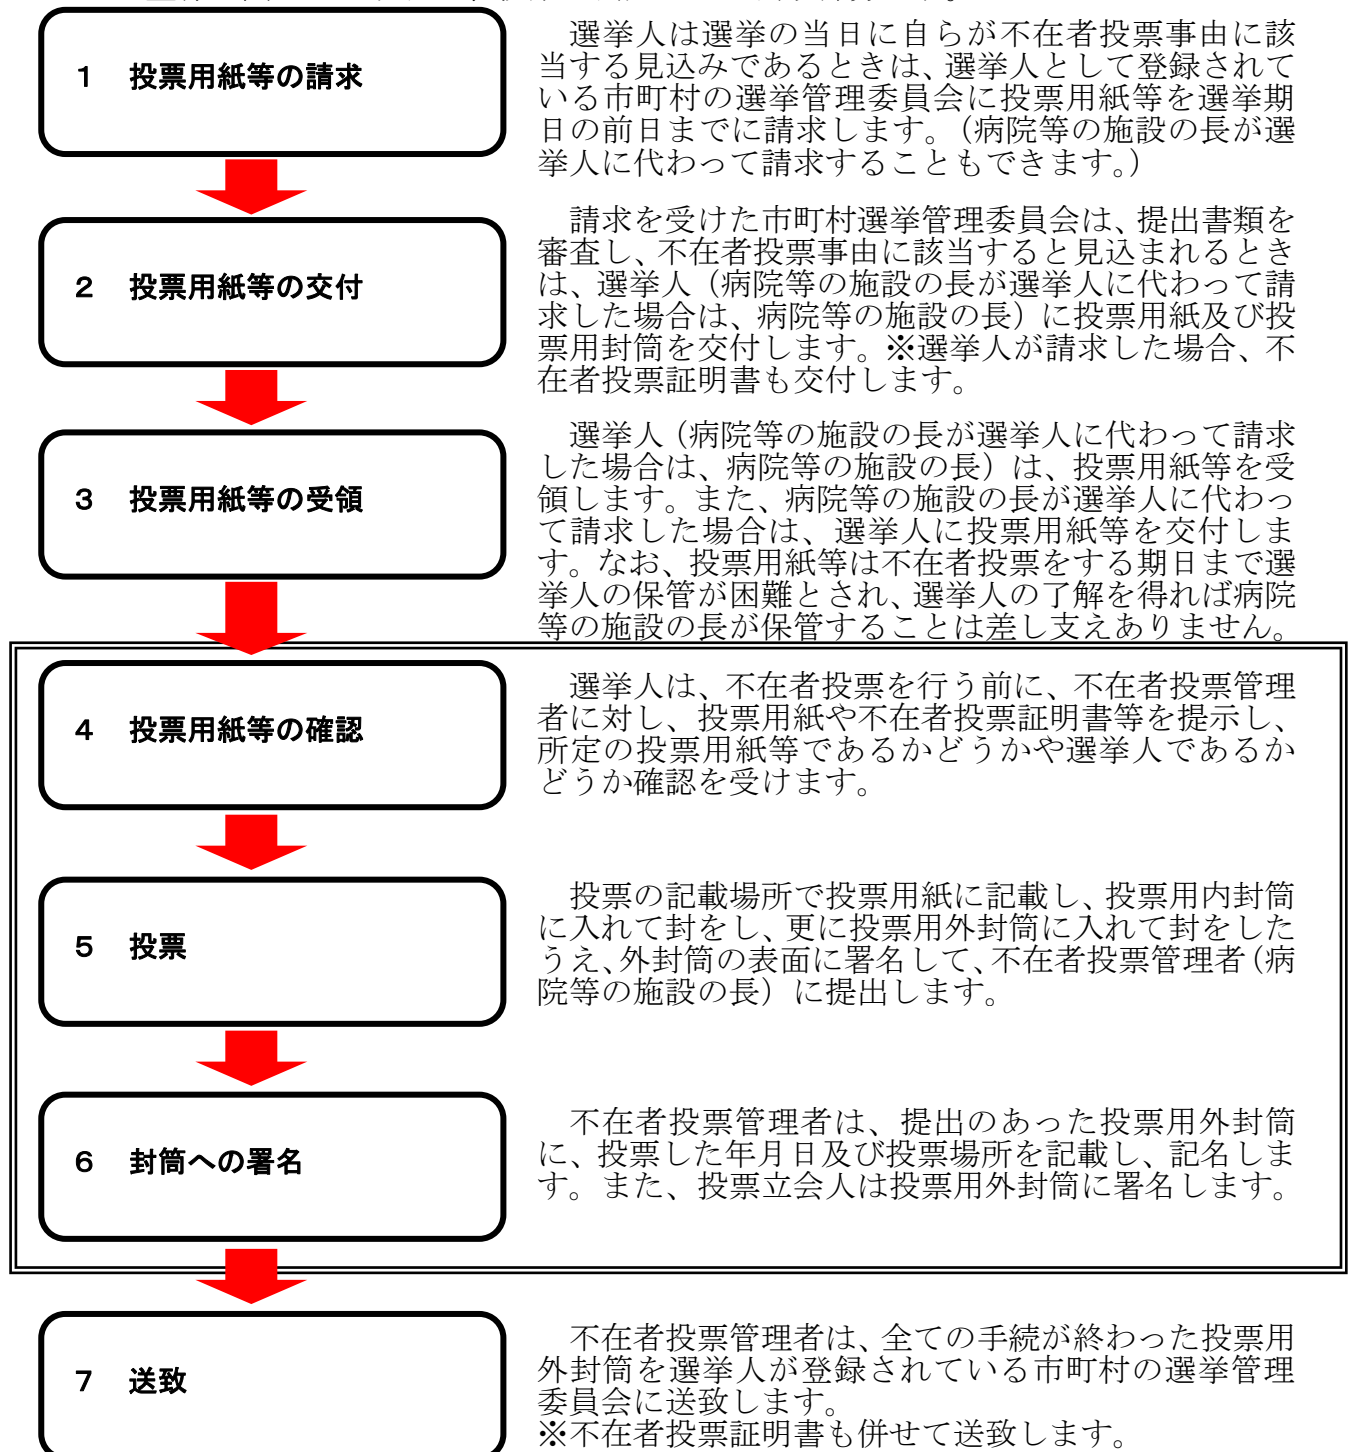 １　投票用紙等の請求
選挙人は選挙の当日に自らが不在者投票事由に該
当する見込みであるときは、選挙人として登録されて
いる市町村の選挙管理委員会に投票用紙等を選挙期
日の前日までに請求します。（病院等の施設の長が選
挙人に代わって請求することもできます。）
２　投票用紙等の交付
請求を受けた市町村選挙管理委員会は、提出書類を
審査し、不在者投票事由に該当すると見込まれるとき
は、選挙人（病院等の施設の長が選挙人に代わって請
求した場合は、病院等の施設の長）に投票用紙及び投
票用封筒を交付します。※選挙人が請求した場合、不
在者投票証明書も交付します。
３　投票用紙等の受領
選挙人（病院等の施設の長が選挙人に代わって請求
した場合は、病院等の施設の長）は、投票用紙等を受
領します。また、病院等の施設の長が選挙人に代わっ
て請求した場合は、選挙人に投票用紙等を交付しま
す。なお、投票用紙等は不在者投票をする期日まで選
挙人の保管が困難とされ、選挙人の了解を得れば病院
等の施設の長が保管することは差し支えありません。
４　投票用紙等の確認
選挙人は、不在者投票を行う前に、不在者投票管理
者に対し、投票用紙や不在者投票証明書等を提示し、
所定の投票用紙等であるかどうかや選挙人であるか
どうか確認を受けます。
５　投票
投票の記載場所で投票用紙に記載し、投票用内封筒
に入れて封をし、更に投票用外封筒に入れて封をした
うえ、外封筒の表面に署名して、不在者投票管理者（病
院等の施設の長）に提出します。
６　封筒への署名
不在者投票管理者は、提出のあった投票用外封筒
に、投票した年月日及び投票場所を記載し、記名しま
す。また、投票立会人は投票用外封筒に署名します。
７　送致
不在者投票管理者は、全ての手続が終わった投票用
外封筒を選挙人が登録されている市町村の選挙管理
委員会に送致します。
※不在者投票証明書も併せて送致します。